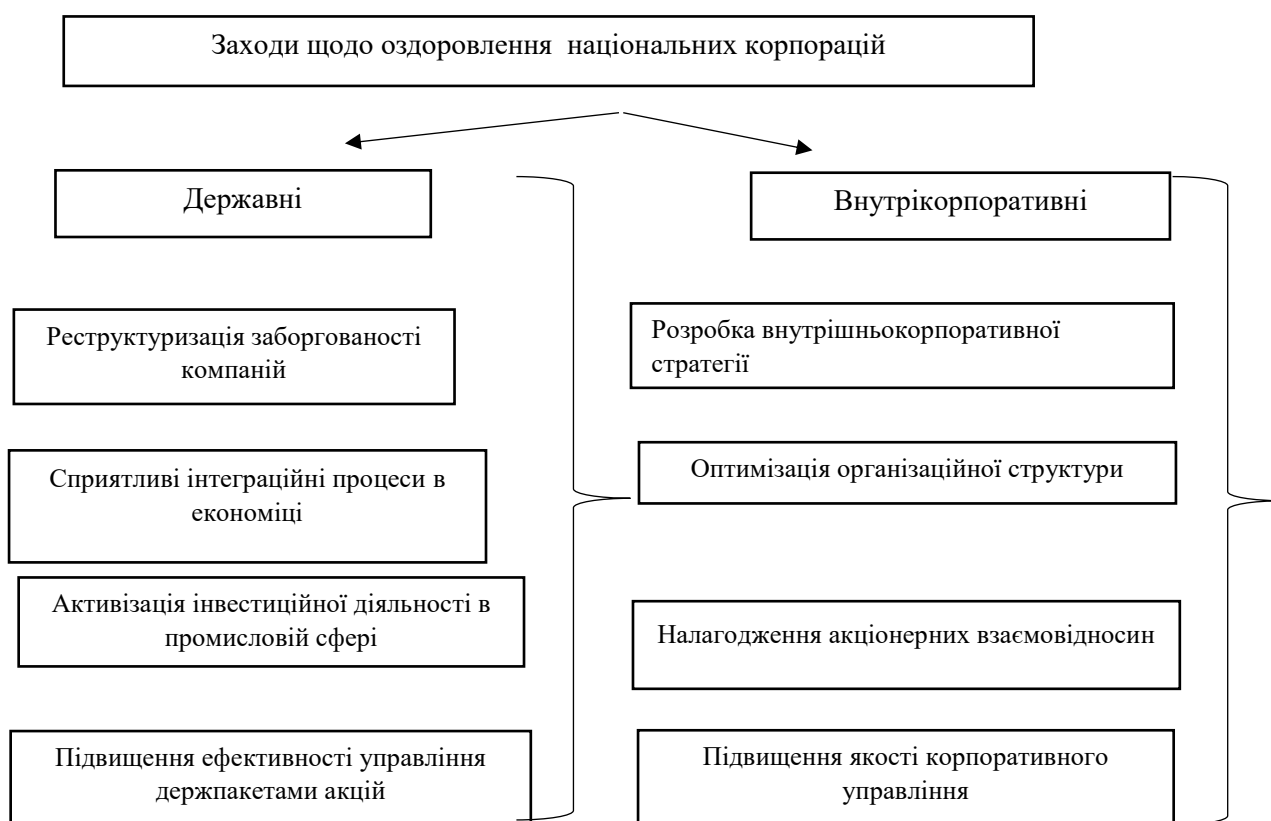 Заходи щодо оздоровлення національних корпорацій
Державні
Внутрікорпоративні
Реструктуризація заборгованості
компаній
Розробка внутрішньокорпоративної
стратегії
Сприятливі інтеграційні процеси в
економіці
Оптимізація організаційної структури
Активізація інвестиційної діяльності в
промисловій сфері
Налагодження акціонерних взаємовідносин
Підвищення ефективності управління
держпакетами акцій
Підвищення якості корпоративного
управління